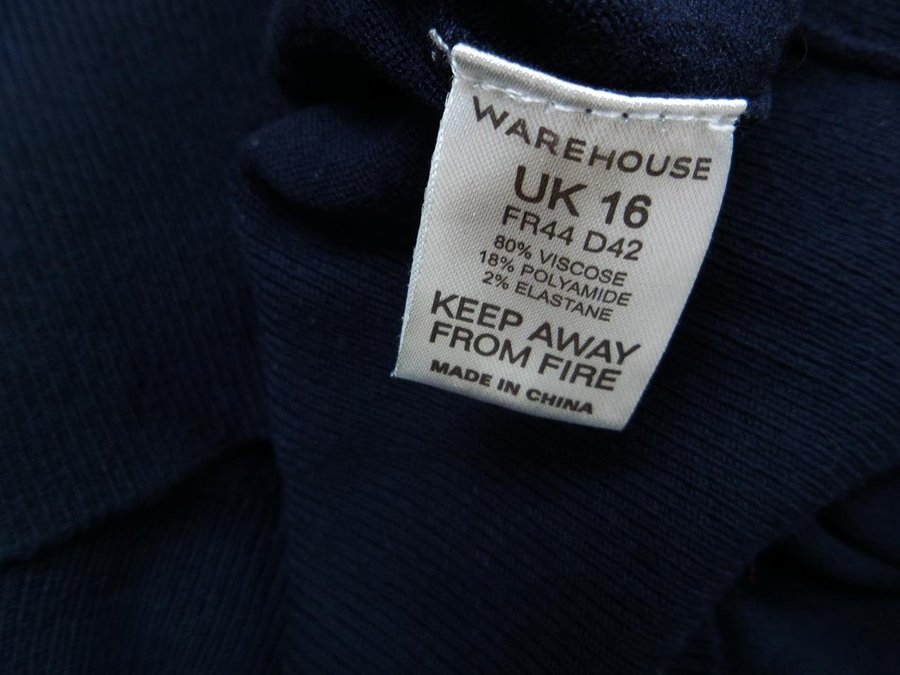 WAREHOUSE
UK 16
FR44 D42
80% VISCOSE
18% POLYAMIDE
2% ELASTANE
KEEP AWAY
FROM FIRE
MADE IN CHINA